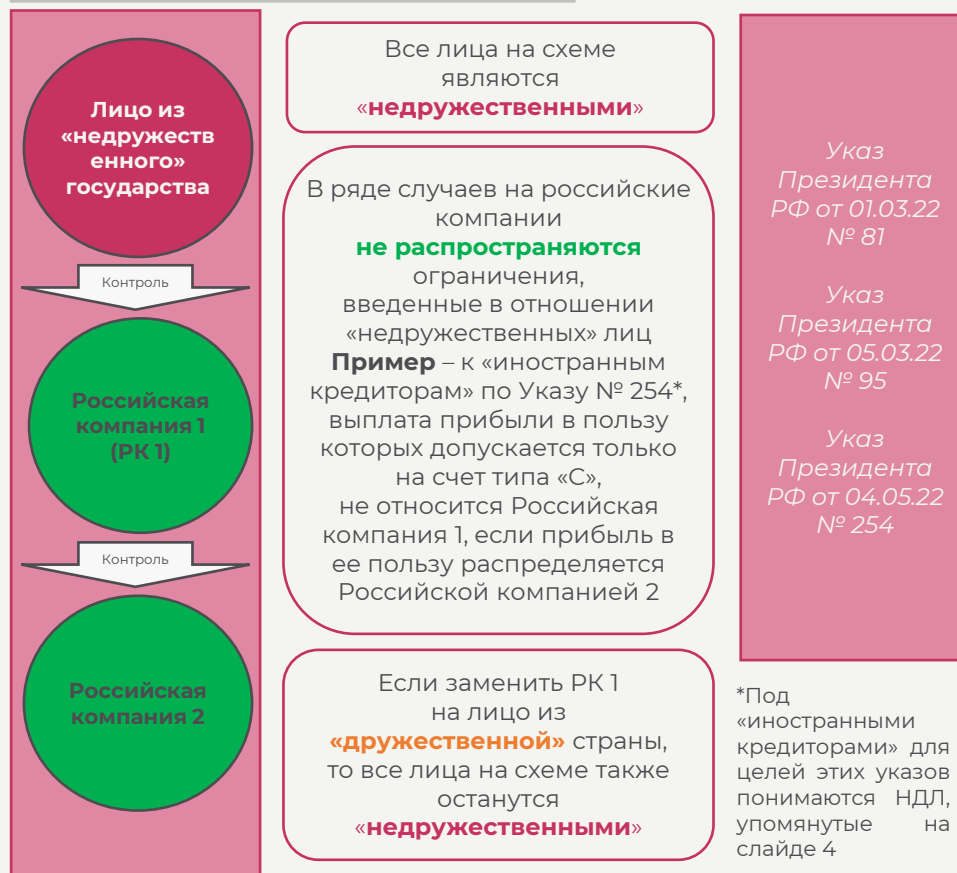 Лицо из
«недружеств
енного»
государства
Контроль
Российская
компания 1
(РК 1)
Контроль
Российская
компания 2
Все лица на схеме
являются
«недружественными»
В ряде случаев на российские
компании
не распространяются
ограничения,
введенные в отношении
«недружественных» лиц
Пример – к «иностранным
кредиторам» по Указу № 254*,
выплата прибыли в пользу
которых допускается только
на счет типа «С»,
не относится Российская
компания 1, если прибыль в
ее пользу распределяется
Российской компанией 2
Если заменить РК 1
на лицо из
«дружественной» страны,
то все лица на схеме также
останутся
«недружественными»
Указ
Президента
РФ от 01.03.22
№ 81
Указ
Президента
РФ от 05.03.22
№ 95
Указ
Президента
РФ от 04.05.22
№ 254
*Под
«иностранными
кредиторами» для
целей этих указов
понимаются НДЛ,
упомянутые на
слайде 4